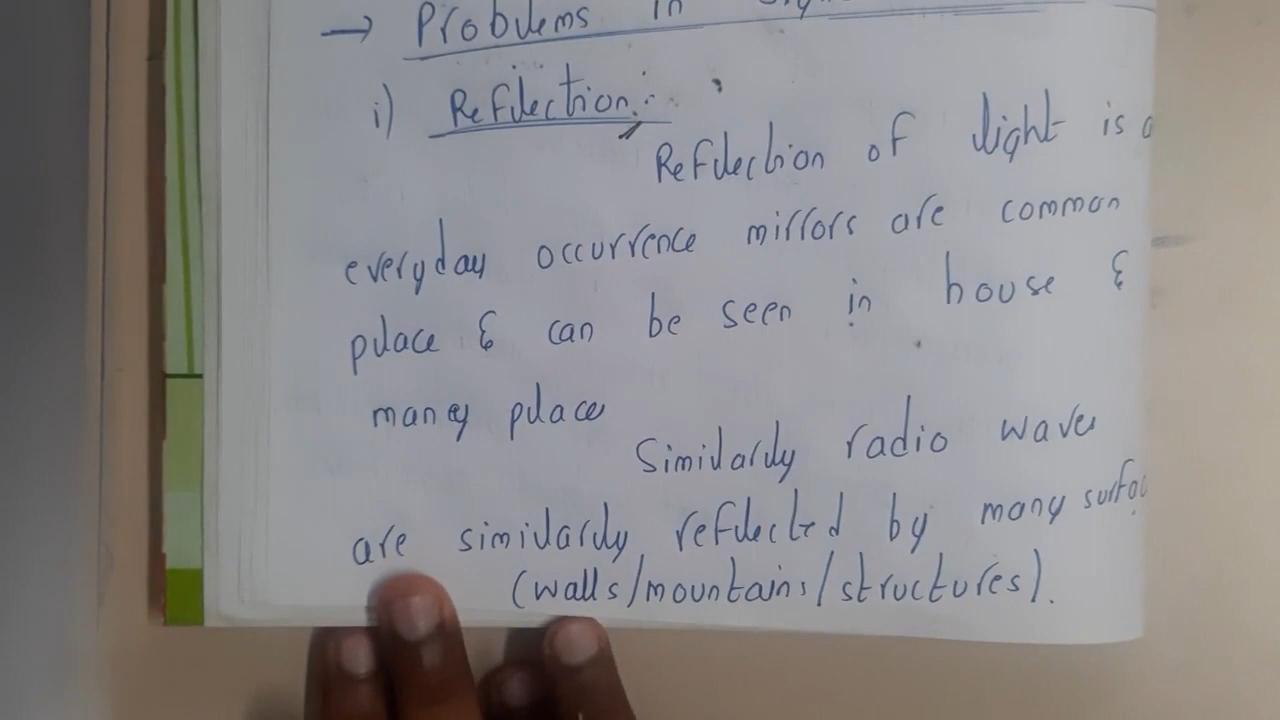 → Problems in
i) Reflection:-
Reflection of light is a
everyday occurrence mirrors are common
place & can be seen in house &
many place
Similarly radio wave
are similarly reflected by many
(walls/mountains/structures).